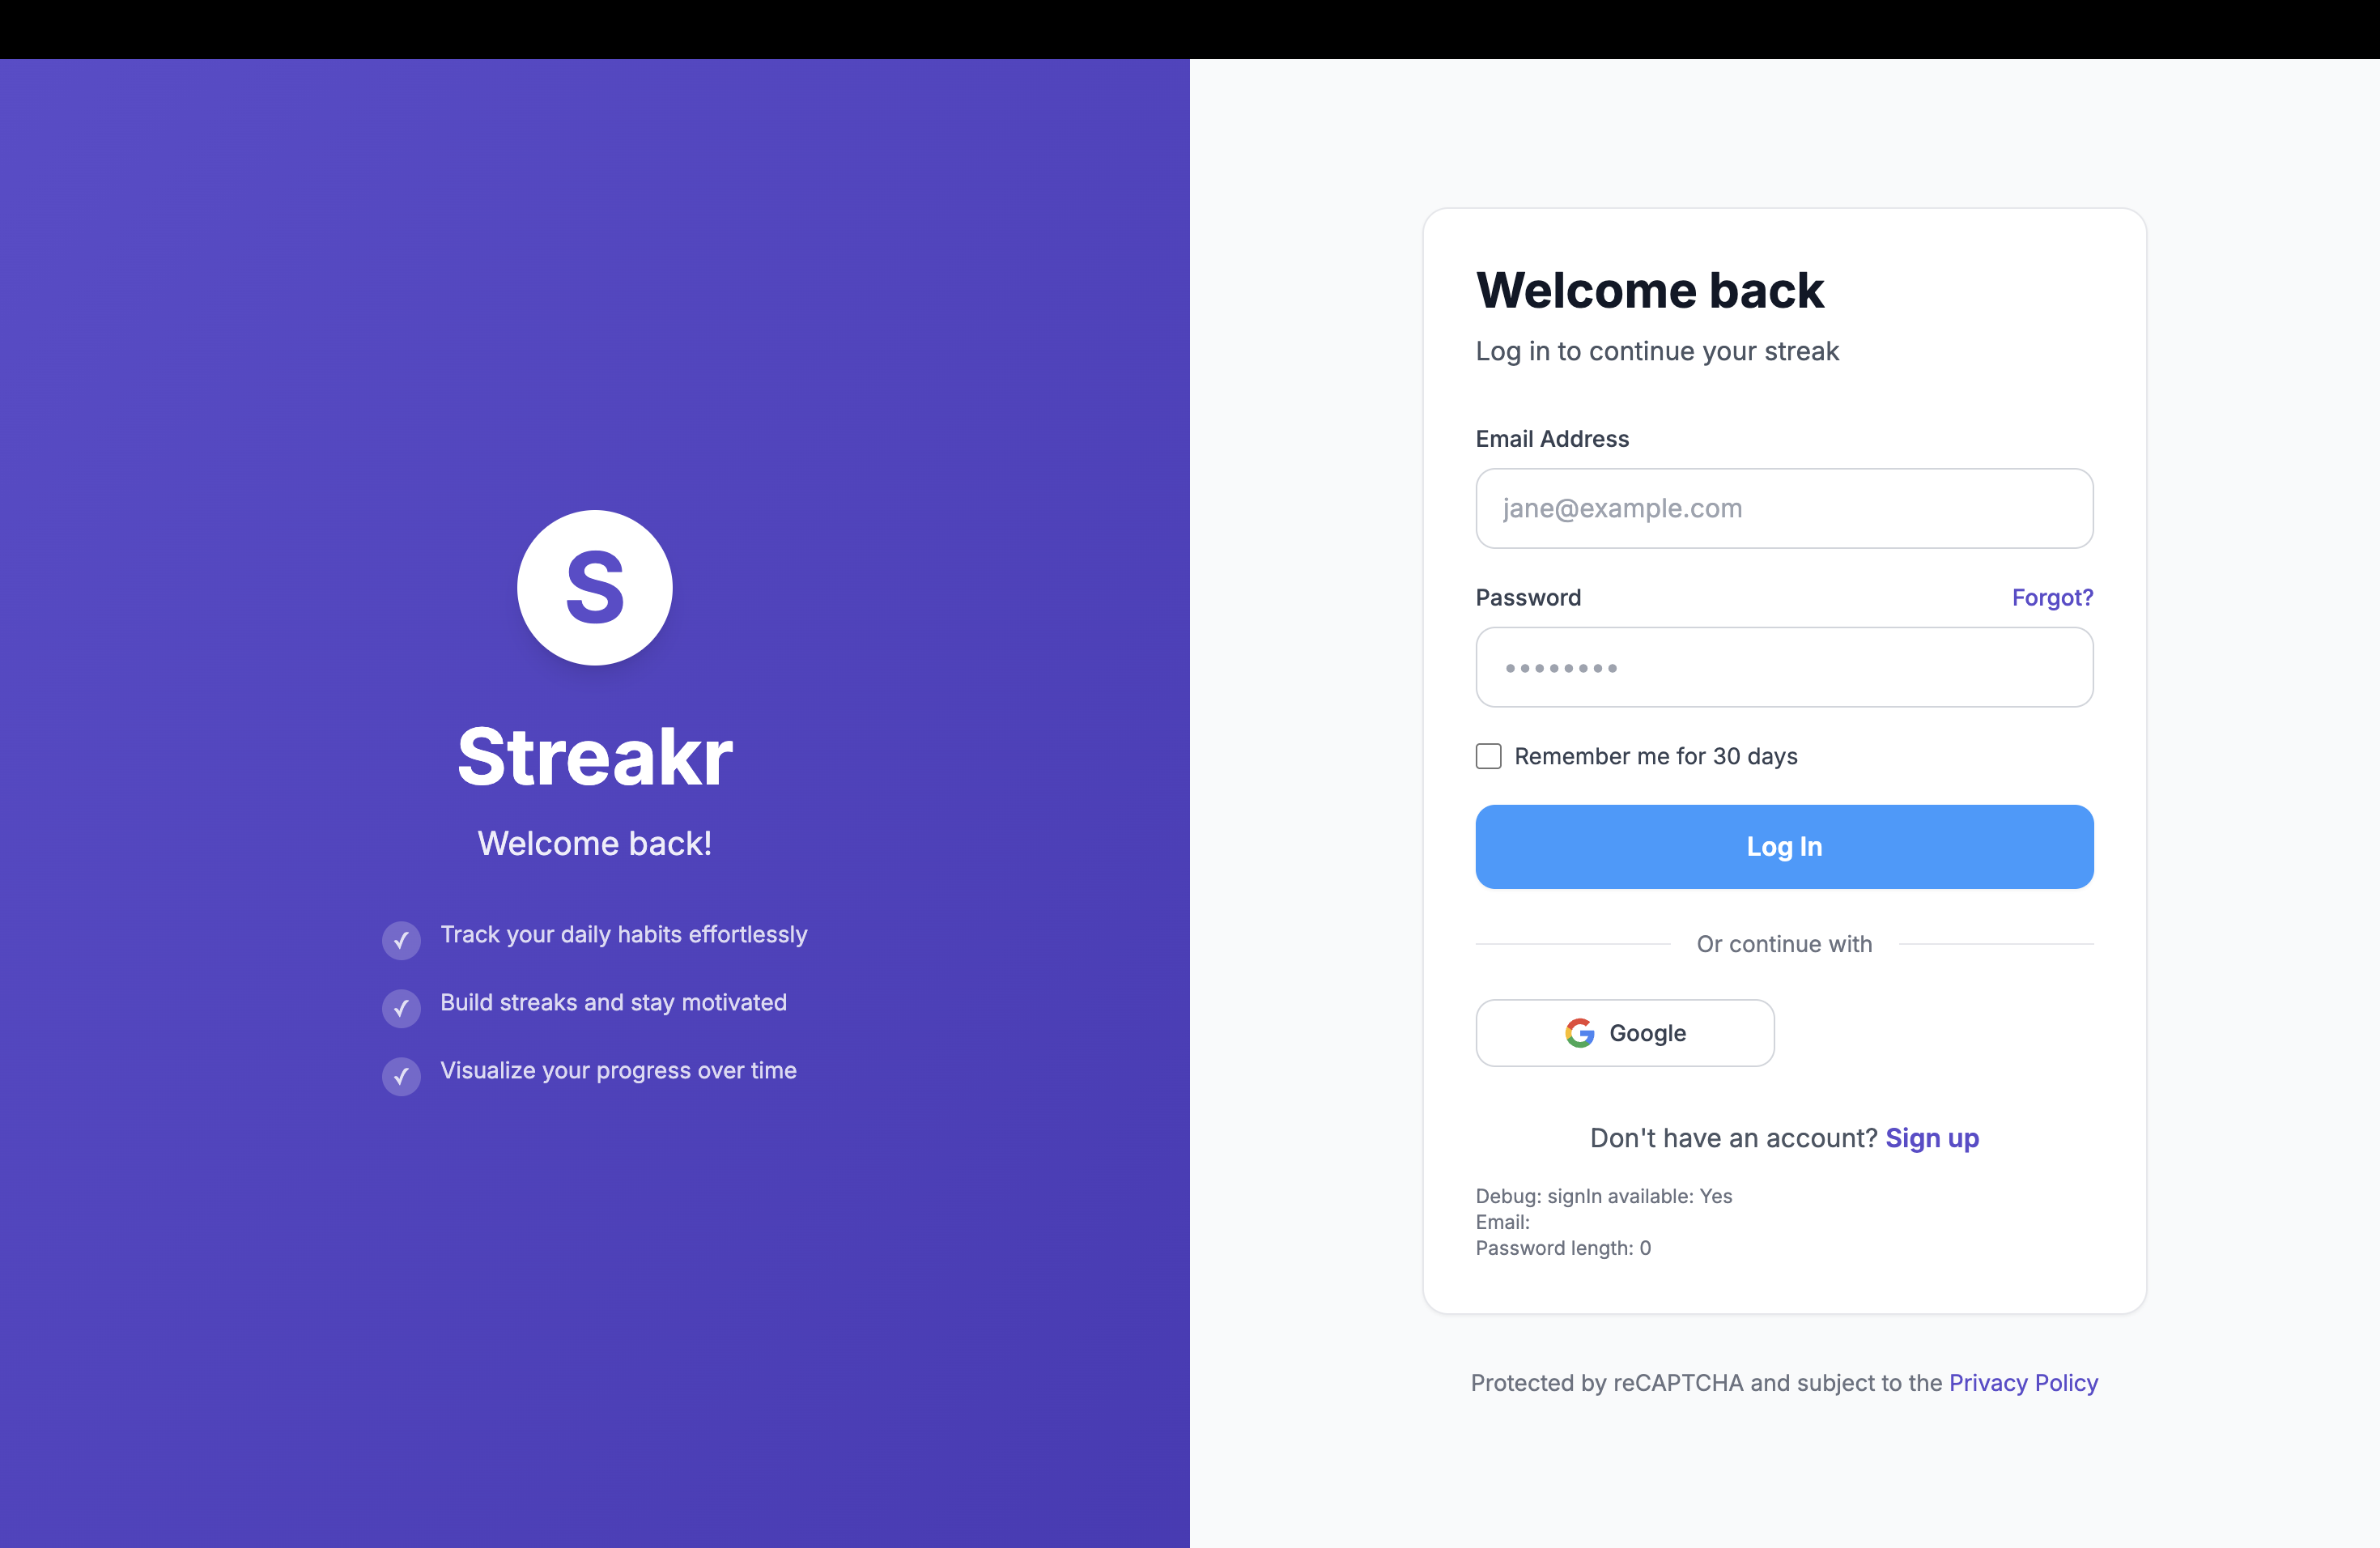 S
Streakr
Welcome back!
✓ Track your daily habits effortlessly
✓ Build streaks and stay motivated
✓ Visualize your progress over time
Welcome back
Log in to continue your streak
Email Address
jane@example.com
Password Forgot?
••••••••
Remember me for 30 days
Log In
Or continue with
Google
Don't have an account? Sign up
Debug: signIn available: Yes
Email:
Password length: 0
Protected by reCAPTCHA and subject to the Privacy Policy